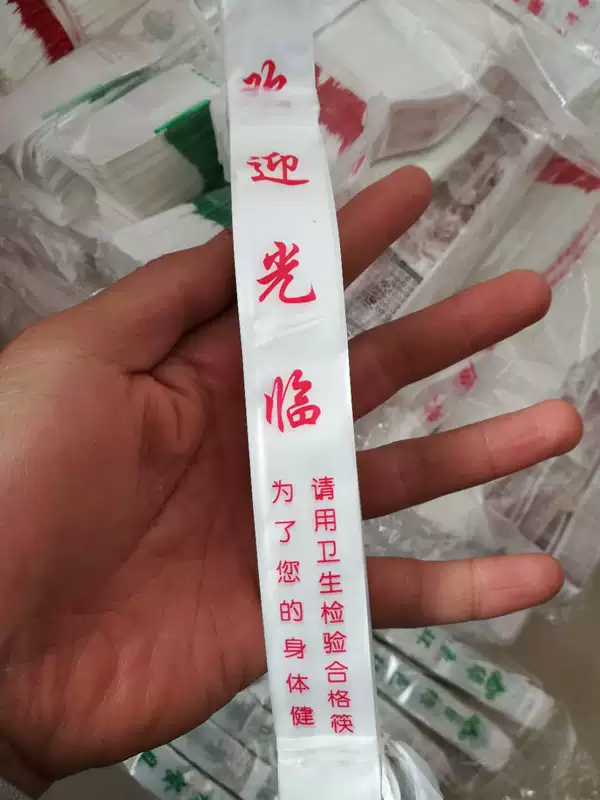 欢迎光临
为了您的身体健
请用卫生检验合格筷